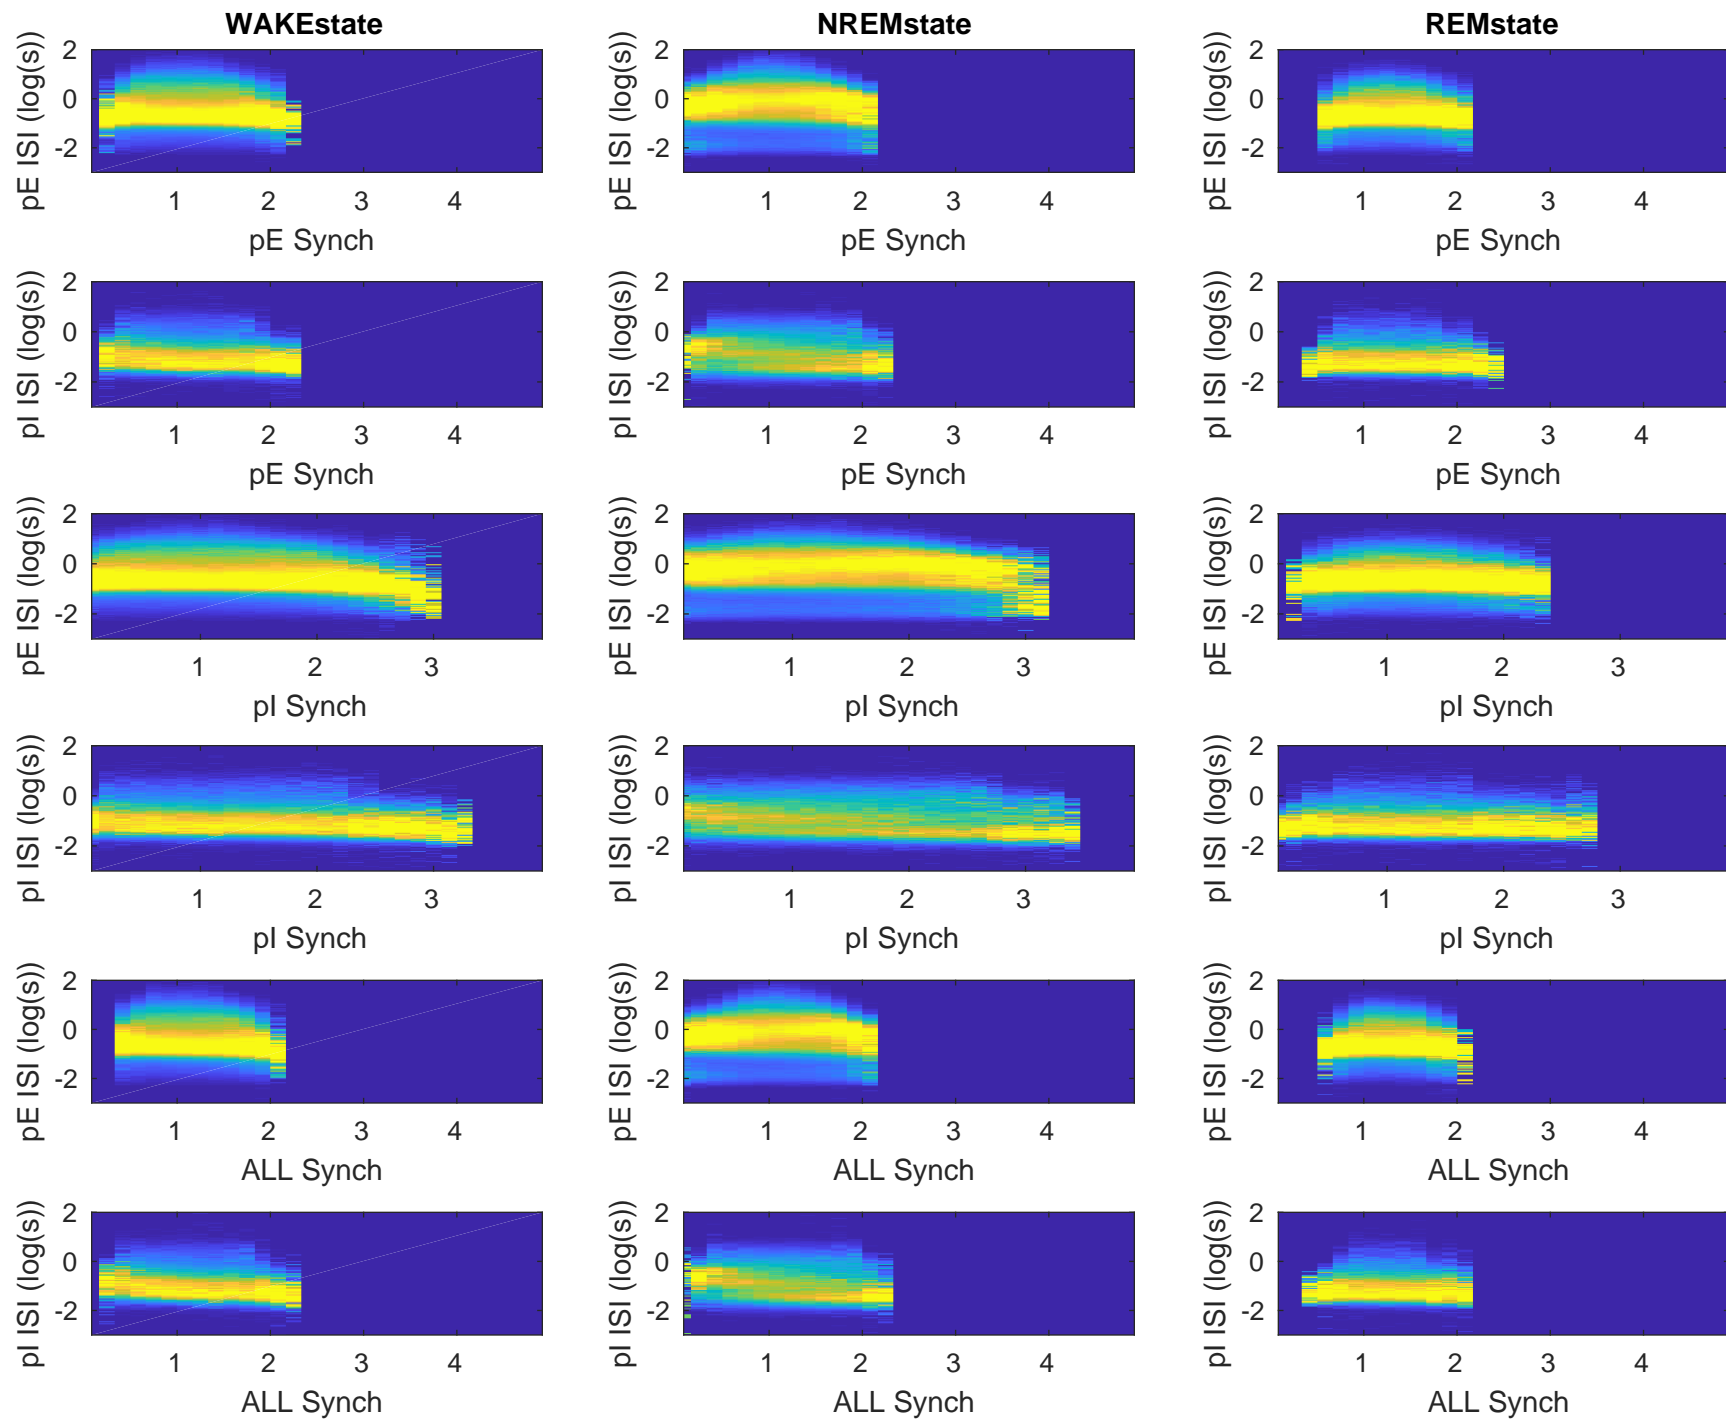 WAKEstate NREMstate REMstate
pE ISI (log(s)) 2 0 -2 pE ISI (log(s)) 2 0 -2 pE ISI (log(s)) 2 0 -2
1 2 3 4 1 2 3 4 1 2 3 4
pE Synch pE Synch pE Synch
pI ISI (log(s)) 2 0 -2 pI ISI (log(s)) 2 0 -2 pI ISI (log(s)) 2 0 -2
1 2 3 4 1 2 3 4 1 2 3 4
pE Synch pE Synch pE Synch
pE ISI (log(s)) 2 0 -2 pE ISI (log(s)) 2 0 -2 pE ISI (log(s)) 2 0 -2
1 2 3 1 2 3 1 2 3
pI Synch pI Synch pI Synch
pI ISI (log(s)) 2 0 -2 pI ISI (log(s)) 2 0 -2 pI ISI (log(s)) 2 0 -2
1 2 3 1 2 3 1 2 3
pI Synch pI Synch pI Synch
pE ISI (log(s)) 2 0 -2 pE ISI (log(s)) 2 0 -2 pE ISI (log(s)) 2 0 -2
1 2 3 4 1 2 3 4 1 2 3 4
ALL Synch ALL Synch ALL Synch
pI ISI (log(s)) 2 0 -2 pI ISI (log(s)) 2 0 -2 pI ISI (log(s)) 2 0 -2
1 2 3 4 1 2 3 4 1 2 3 4
ALL Synch ALL Synch ALL Synch